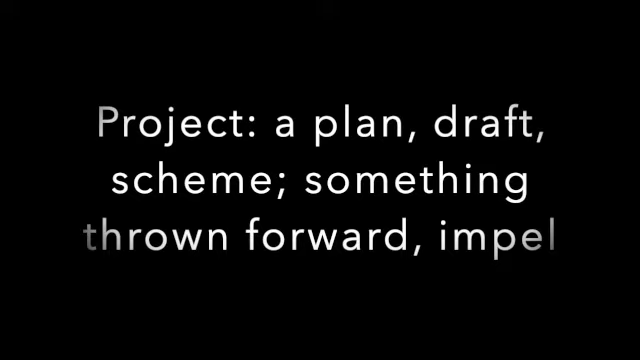 Project: a plan, draft,
scheme; something
thrown forward, impel